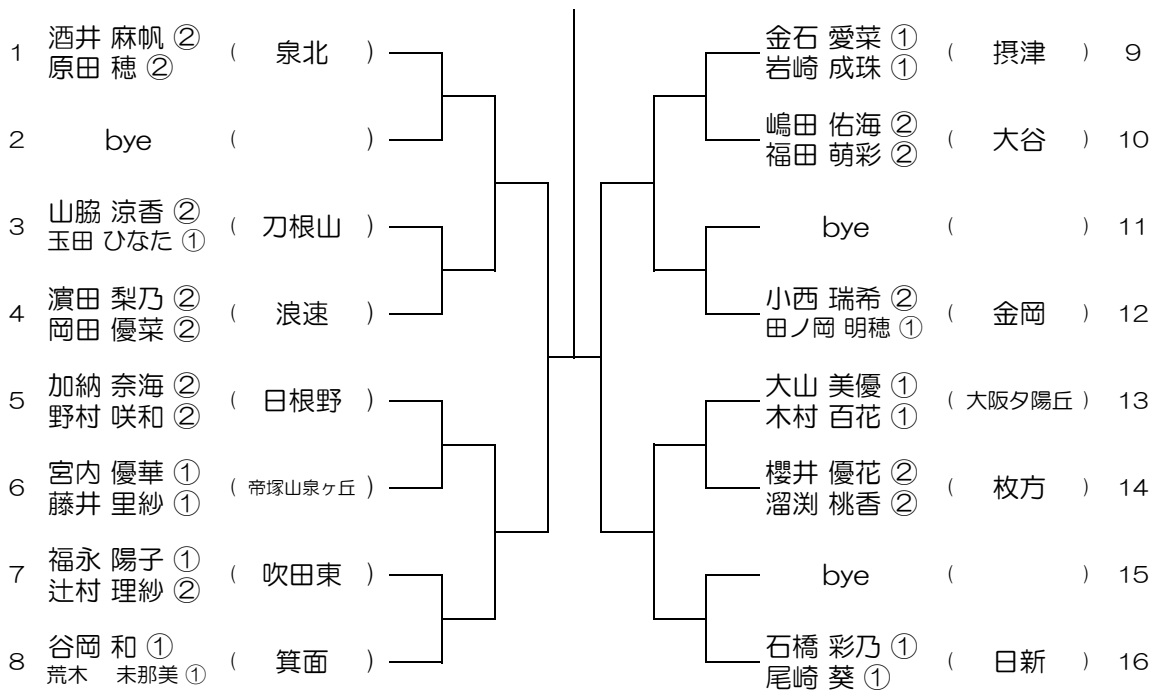 1 酒井 麻帆 ② 原田 穂 ② ( 泉北 )
2 bye ( )
3 山脇 涼香 ② 玉田 ひなた ① ( 刀根山 )
4 濵田 梨乃 ② 岡田 優菜 ② ( 浪速 )
5 加納 奈海 ② 野村 咲和 ② ( 日根野 )
6 宮内 優華 ① 藤井 里紗 ① ( 帝塚山泉ヶ丘 )
7 福永 陽子 ① 辻村 理紗 ② ( 吹田東 )
8 谷岡 和 ① 荒木 未那美 ① ( 箕面 )
金石 愛菜 ① 岩崎 成珠 ① ( 摂津 ) 9
嶋田 佑海 ② 福田 萌彩 ② ( 大谷 ) 10
bye ( ) 11
小西 瑞希 ② 田ノ岡 明穂 ① ( 金岡 ) 12
大山 美優 ① 木村 百花 ① ( 大阪夕陽丘 ) 13
櫻井 優花 ② 溜渕 桃香 ② ( 枚方 ) 14
bye ( ) 15
石橋 彩乃 ① 尾崎 葵 ① ( 日新 ) 16